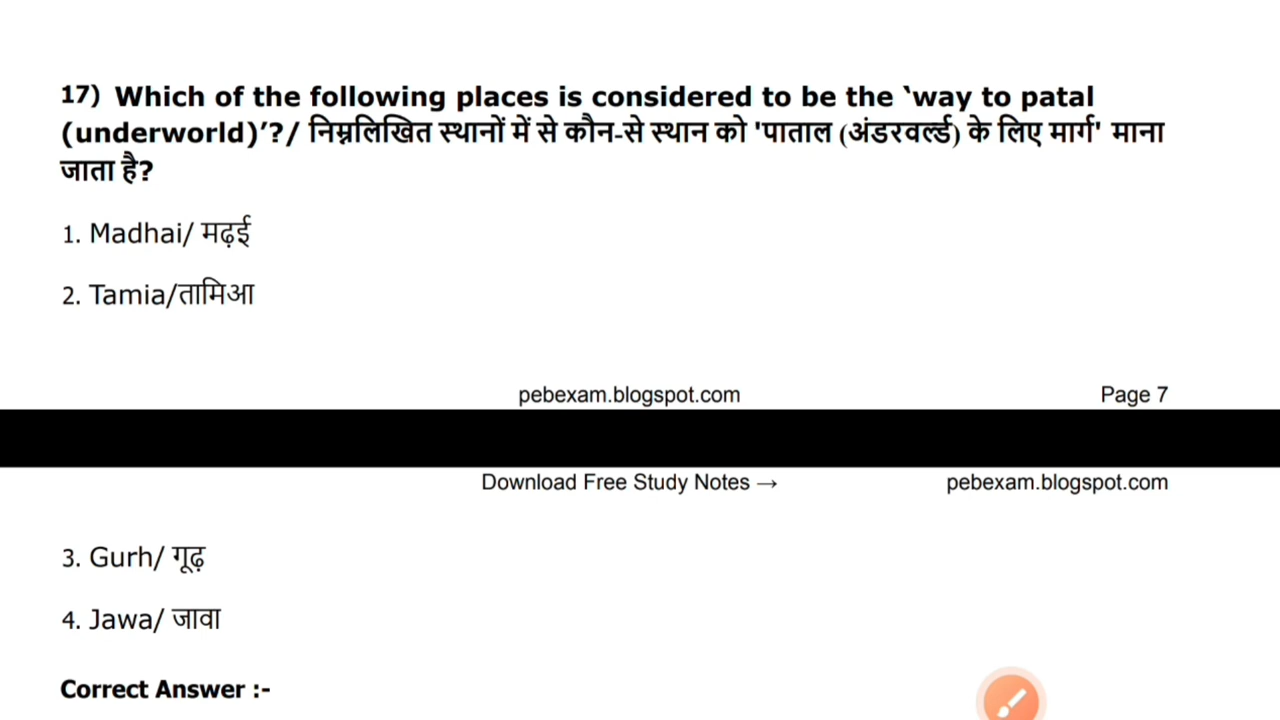 17) Which of the following places is considered to be the ‘way to patal
(underworld)’?/ निम्नलिखित स्थानों में से कौन-से स्थान को 'पाताल (अंडरवर्ल्ड) के लिए मार्ग' माना
जाता है?
1. Madhai/ मढ़ई
2. Tamia/तामिआ
pebexam.blogspot.com Page 7
Download Free Study Notes → pebexam.blogspot.com
3. Gurh/ गूढ़
4. Jawa/ जावा
Correct Answer :-